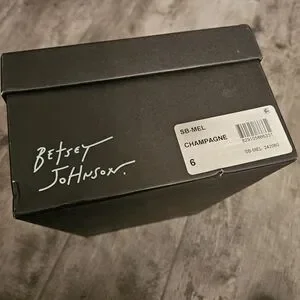 BETSEY
JOHNSON.
SB-MEL
CHAMPAGNE
6